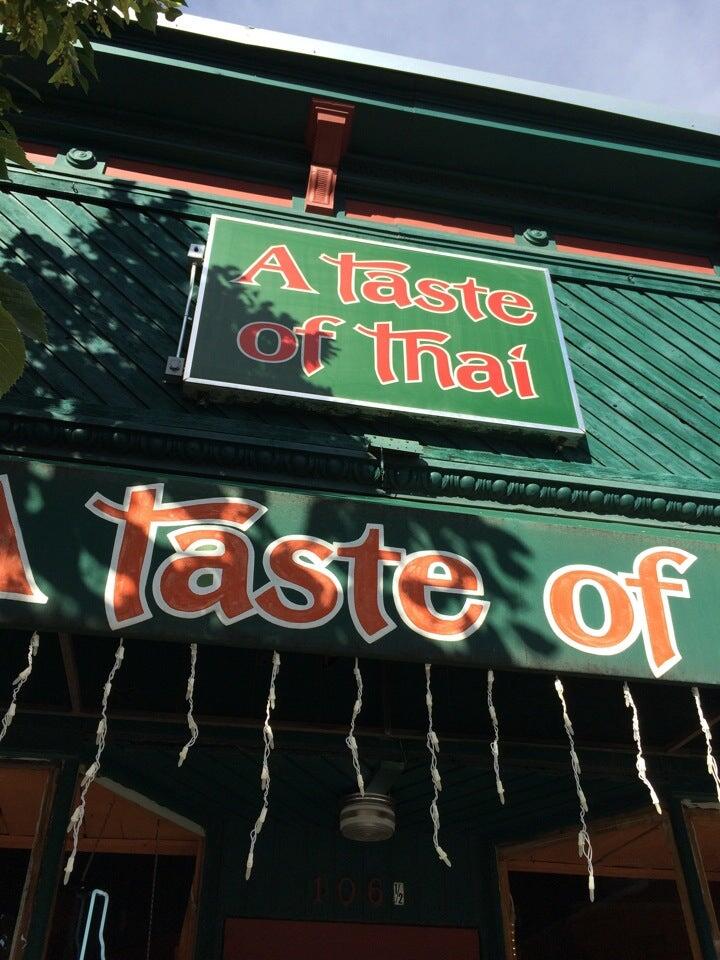 A taste
of thai
A taste of
106 1/2